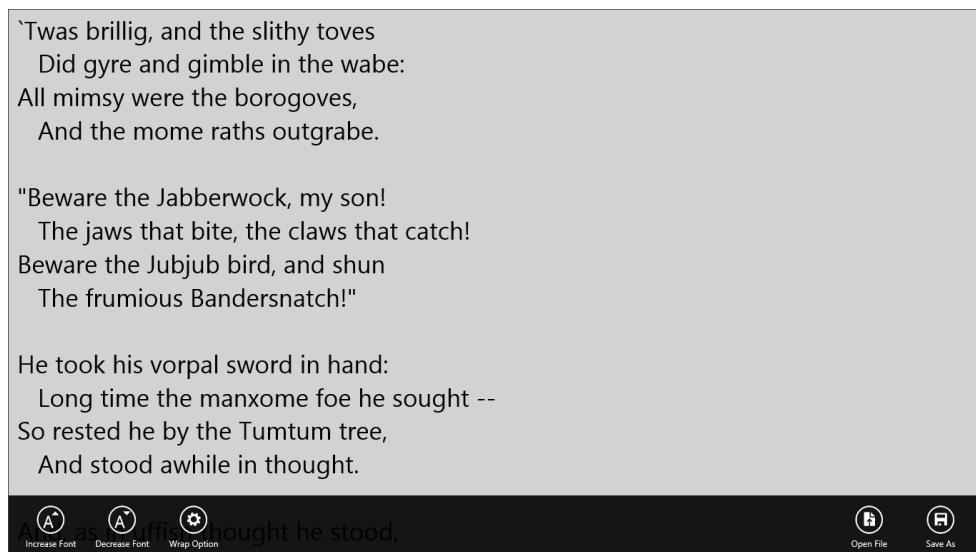 `Twas brillig, and the slithy toves
Did gyre and gimble in the wabe:
All mimsy were the borogoves,
And the mome raths outgrabe.
"Beware the Jabberwock, my son!
The jaws that bite, the claws that catch!
Beware the Jubjub bird, and shun
The frumious Bandersnatch!"
He took his vorpal sword in hand:
Long time the manxome foe he sought --
So rested he by the Tumtum tree,
And stood awhile in thought.
as in uffish thought he stood,
Increase Font Decrease Font Wrap Option Open File Save As